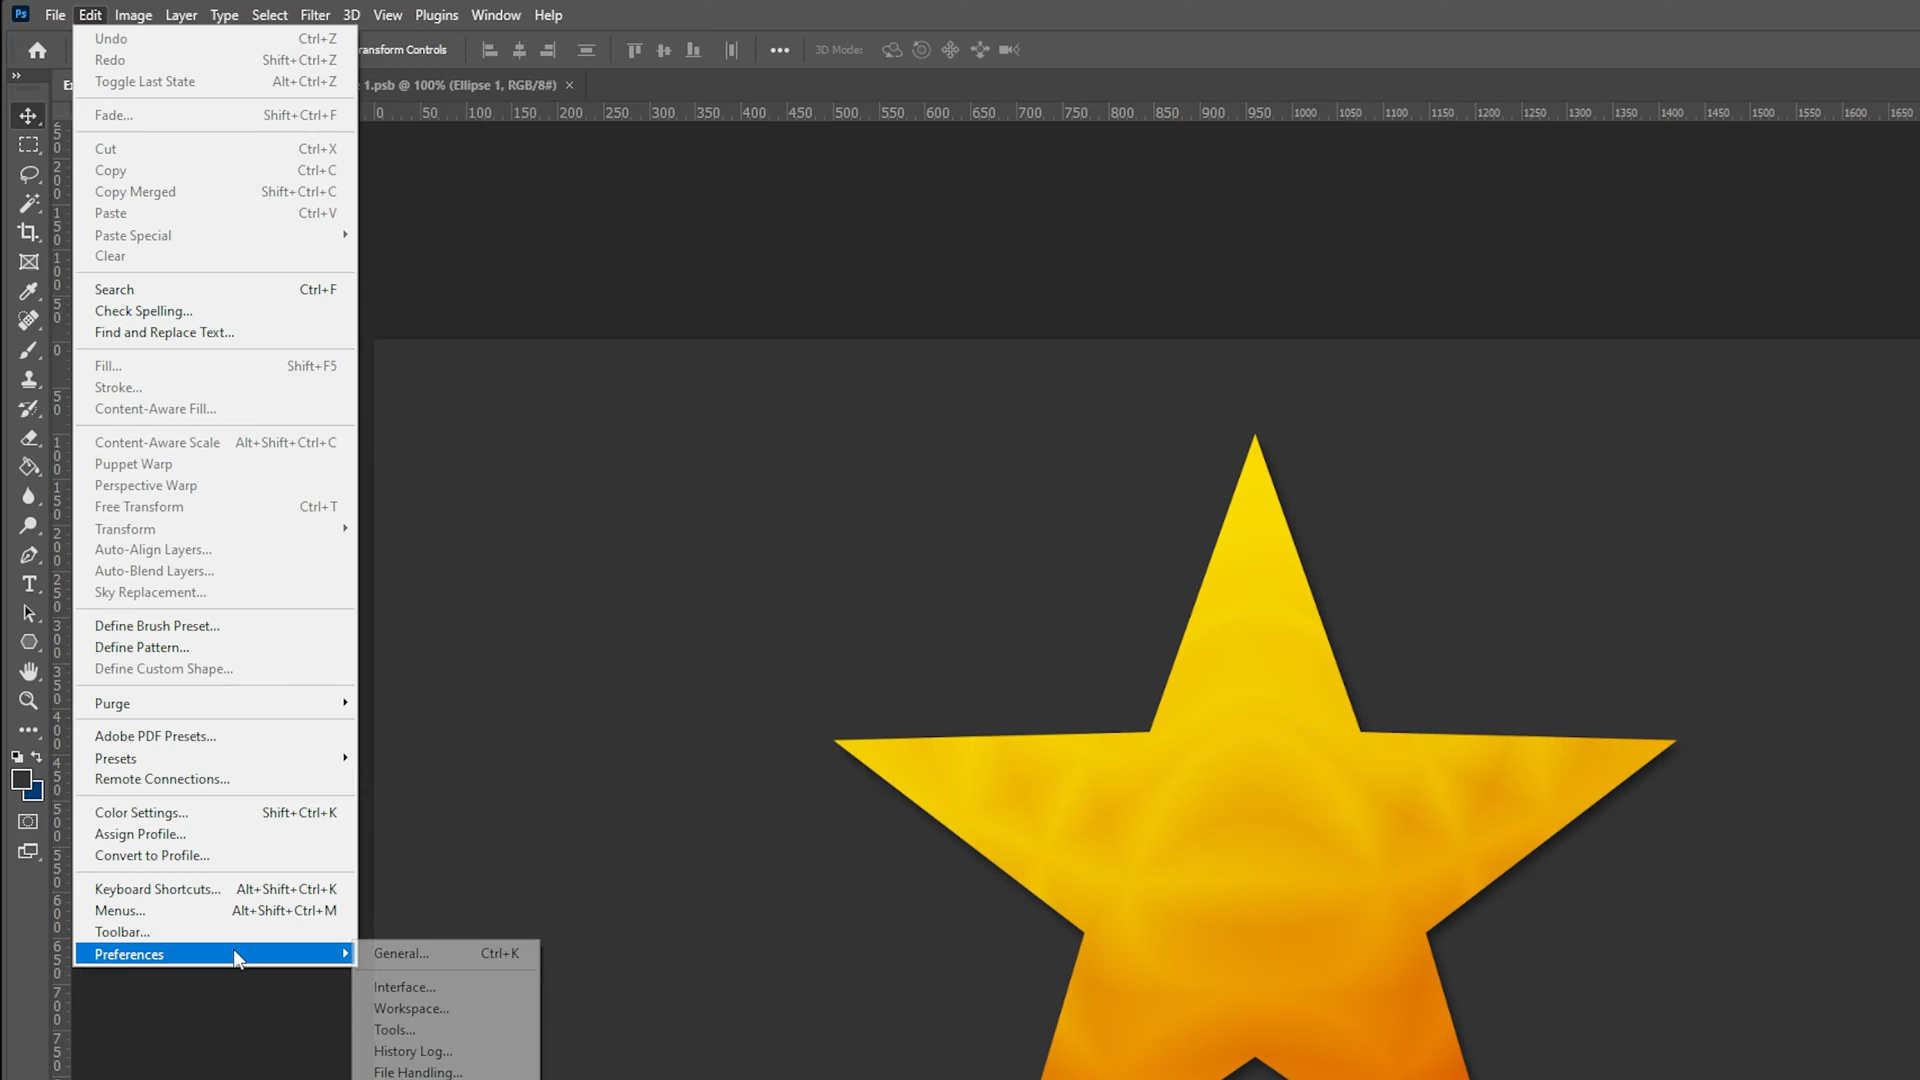 Ps File Edit Image Layer Type Select Filter 3D View Plugins Window Help
ransform Controls 3D Mode:
1.psb @ 100% (Ellipse 1, RGB/8#) ×
0 50 100 150 200 250 300 350 400 450 500 550 600 650 700 750 800 850 900 950 1000 1050 1100 1150 1200 1250 1300 1350 1400 1450 1500 1550 1600 1650
Undo Ctrl+Z
Redo Shift+Ctrl+Z
Toggle Last State Alt+Ctrl+Z
Fade... Shift+Ctrl+F
Cut Ctrl+X
Copy Ctrl+C
Copy Merged Shift+Ctrl+C
Paste Ctrl+V
Paste Special
Clear
Search Ctrl+F
Check Spelling...
Find and Replace Text...
Fill... Shift+F5
Stroke...
Content-Aware Fill...
Content-Aware Scale Alt+Shift+Ctrl+C
Puppet Warp
Perspective Warp
Free Transform Ctrl+T
Transform
Auto-Align Layers...
Auto-Blend Layers...
Sky Replacement...
Define Brush Preset...
Define Pattern...
Define Custom Shape...
Purge
Adobe PDF Presets...
Presets
Remote Connections...
Color Settings... Shift+Ctrl+K
Assign Profile...
Convert to Profile...
Keyboard Shortcuts... Alt+Shift+Ctrl+K
Menus... Alt+Shift+Ctrl+M
Toolbar...
Preferences
General... Ctrl+K
Interface...
Workspace...
Tools...
History Log...
File Handling...